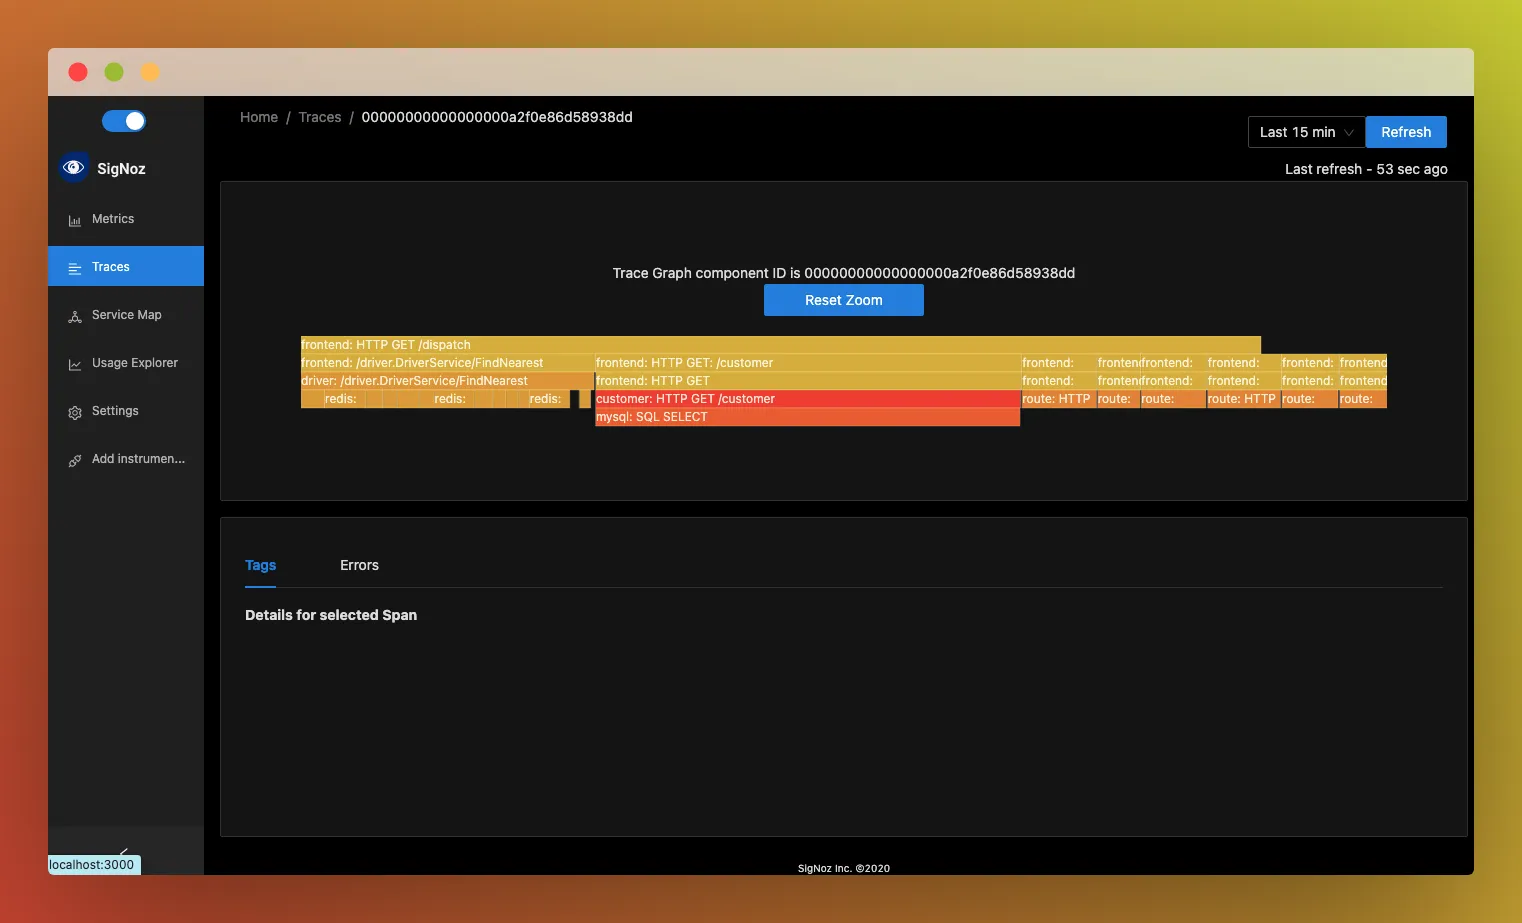 Home / Traces / 00000000000000000a2f0e86d58938dd
Last 15 min
Refresh
Last refresh - 53 sec ago
SigNoz
Metrics
Traces
Service Map
Usage Explorer
Settings
Add instrumen...
Trace Graph component ID is 00000000000000000a2f0e86d58938dd
Reset Zoom
frontend: HTTP GET /dispatch
frontend: /driver.DriverService/FindNearest frontend: HTTP GET: /customer frontend: frontend frontend: frontend: frontend: frontend
driver: /driver.DriverService/FindNearest frontend: HTTP GET frontend: frontend frontend: frontend: frontend: frontend
redis: redis: redis: customer: HTTP GET /customer route: HTTP route: route: route: HTTP route: route:
mysql: SQL SELECT
Tags Errors
Details for selected Span
localhost:3000
SigNoz Inc. ©2020